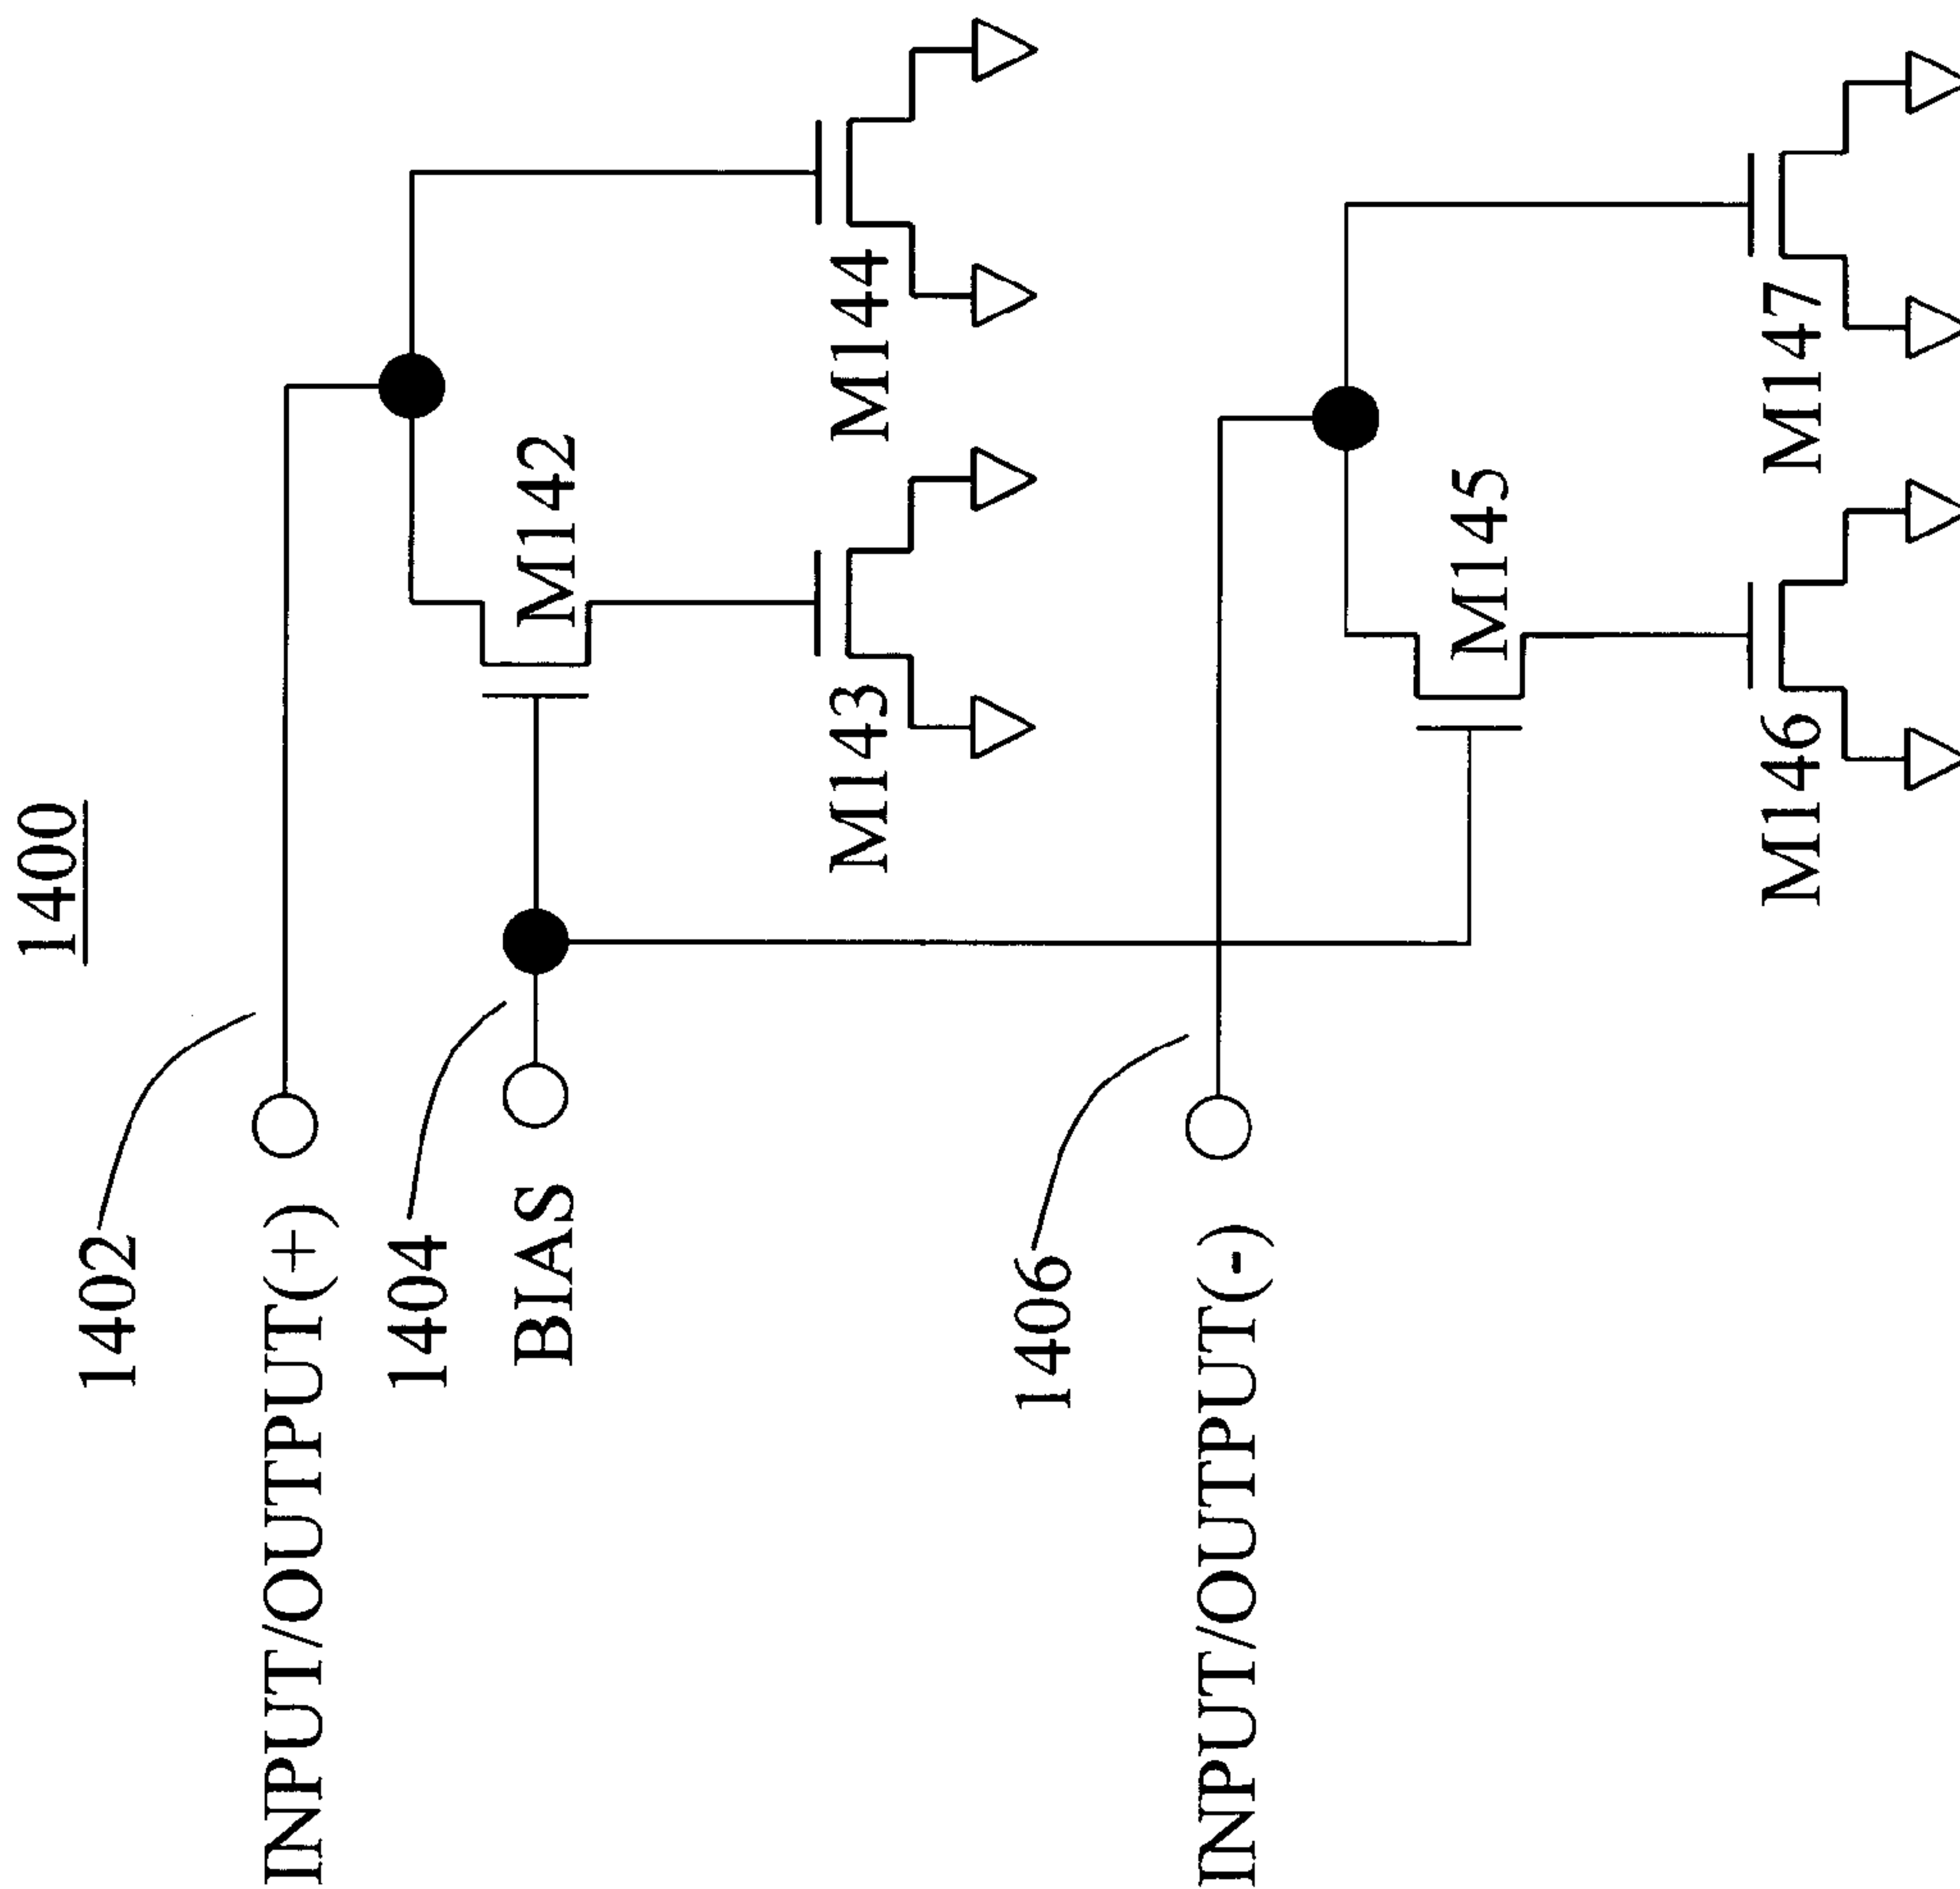 1400
1402
INPUT/OUTPUT(+)
1404
BIAS
M142
M143
M144
1406
INPUT/OUTPUT(-)
M145
M146
M147